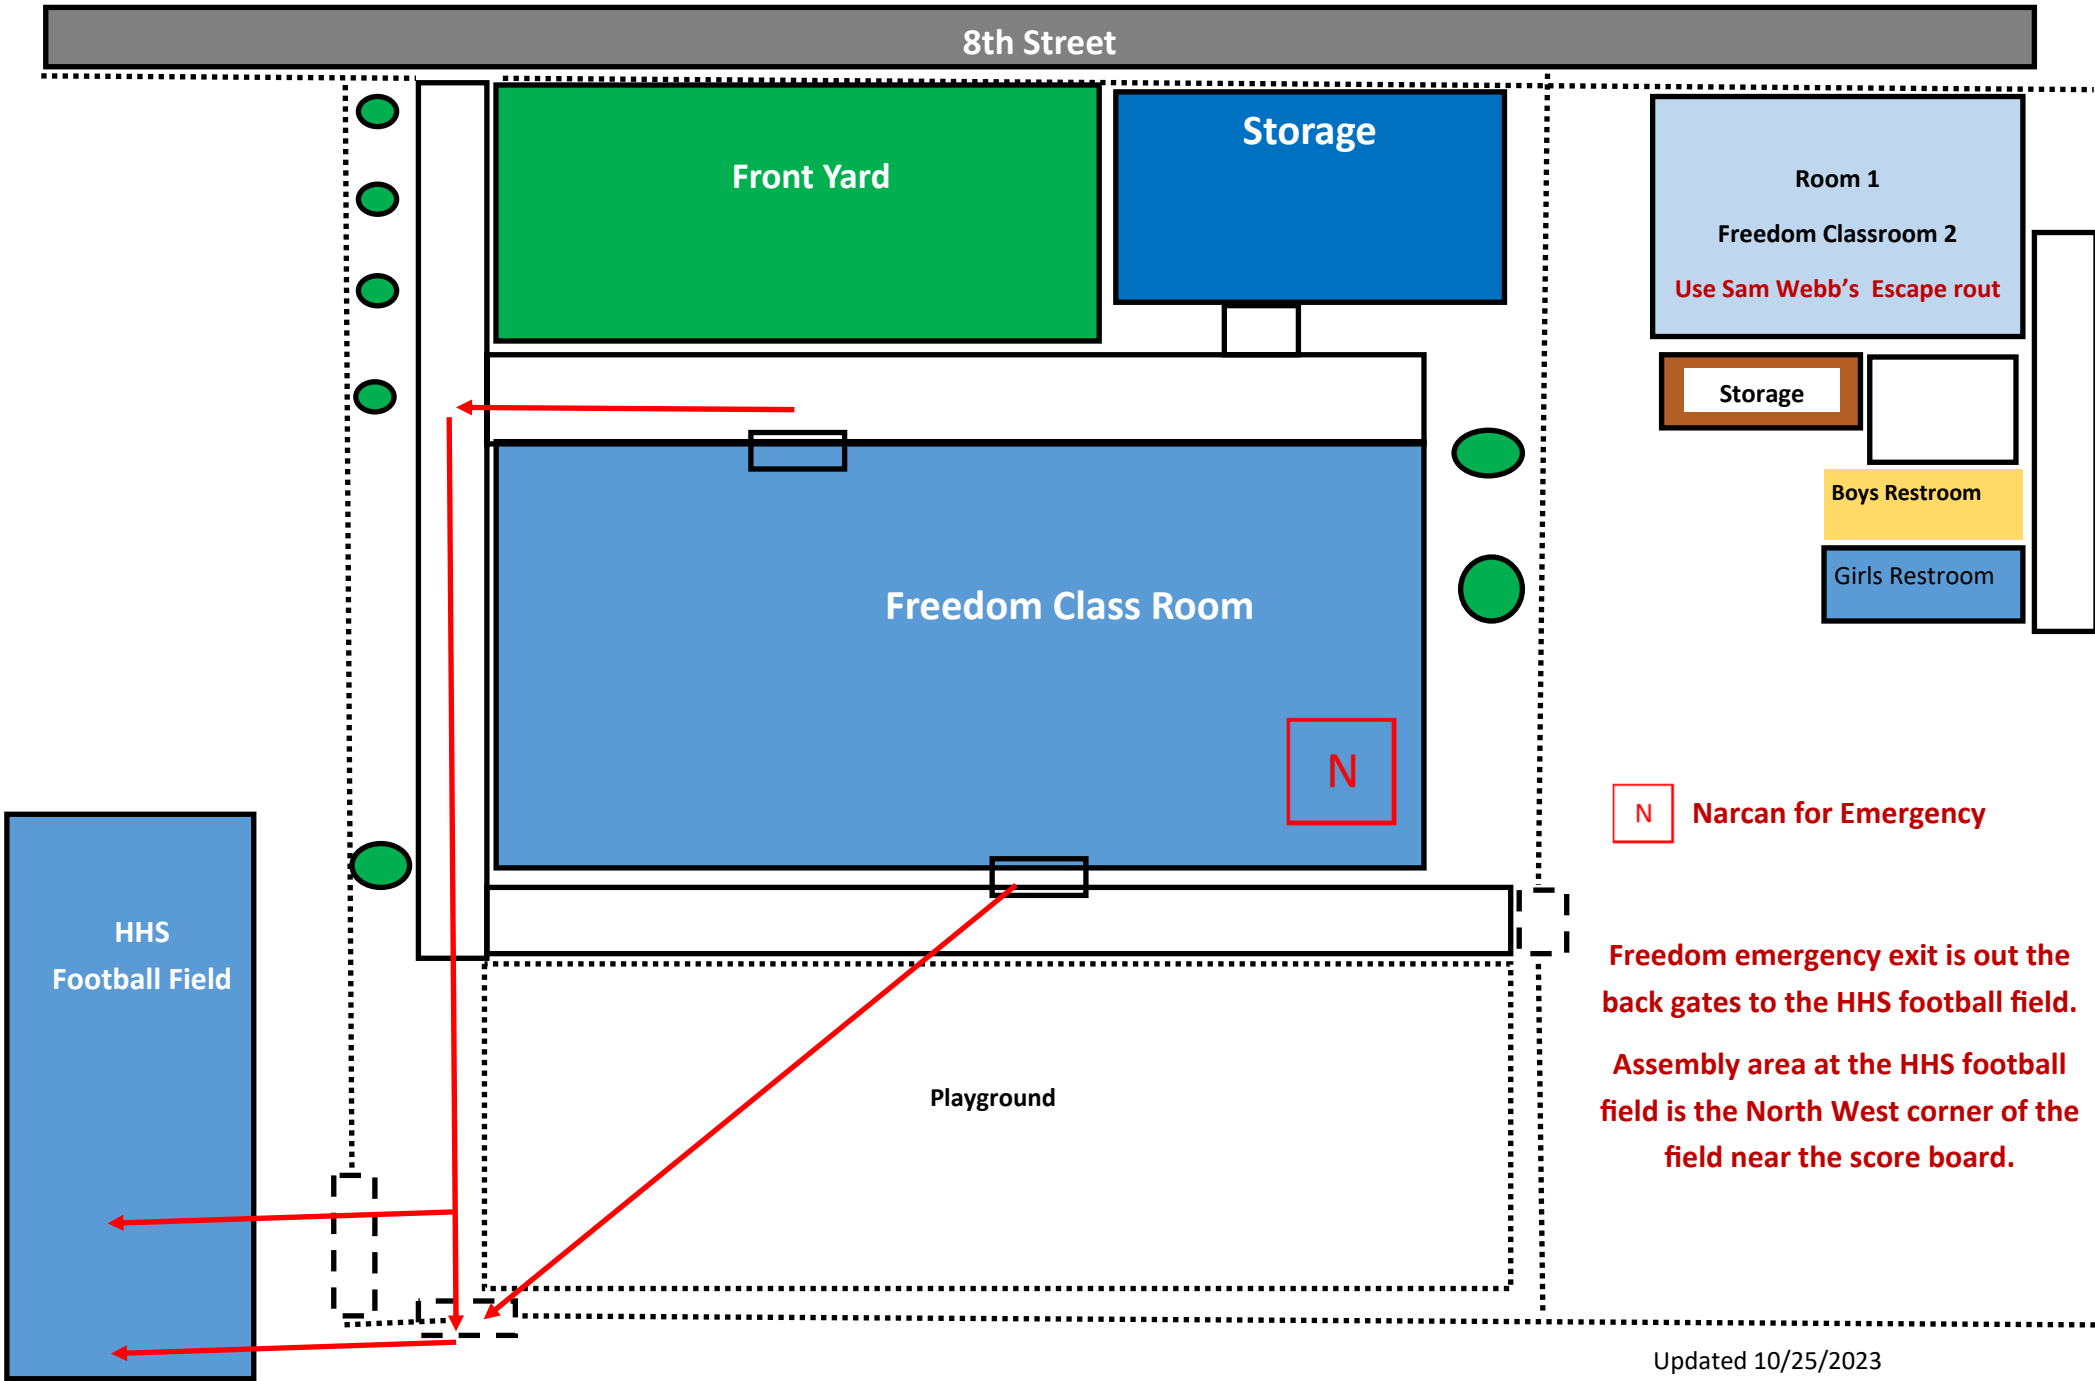 8th Street
Front Yard
Storage
Room 1
Freedom Classroom 2
Use Sam Webb's  Escape rout
Storage
Boys Restroom
Girls Restroom
Freedom Class Room
N
N
Narcan for Emergency
HHS
Football Field
Freedom emergency exit is out the
back gates to the HHS football field.
Assembly area at the HHS football
field is the North West corner of the
field near the score board.
Playground
Updated 10/25/2023